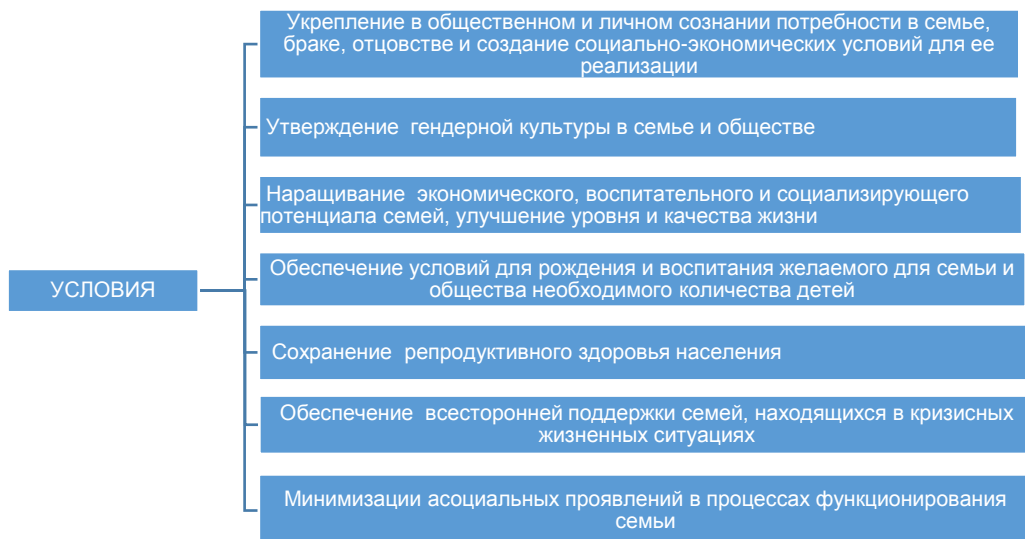 Укрепление в общественном и личном сознании потребности в семье,
браке, отцовстве и создание социально-экономических условий для ее
реализации
Утверждение гендерной культуры в семье и обществе
Наращивание экономического, воспитательного и социализирующего
потенциала семей, улучшение уровня и качества жизни
УСЛОВИЯ
Обеспечение условий для рождения и воспитания желаемого для семьи и
общества необходимого количества детей
Сохранение репродуктивного здоровья населения
Обеспечение всесторонней поддержки семей, находящихся в кризисных
жизненных ситуациях
Минимизации асоциальных проявлений в процессах функционирования
семьи